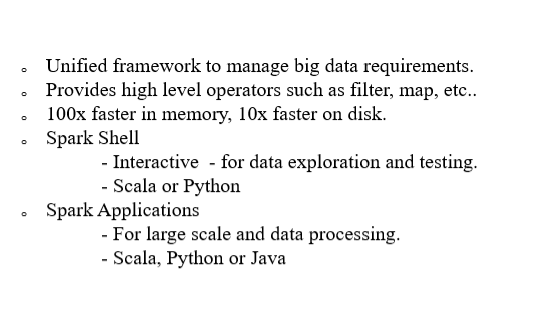 Unified framework to manage big data requirements.
Provides high level operators such as filter, map, etc..
100x faster in memory, 10x faster on disk.
Spark Shell
- Interactive - for data exploration and testing.
- Scala or Python
Spark Applications
- For large scale and data processing.
- Scala, Python or Java